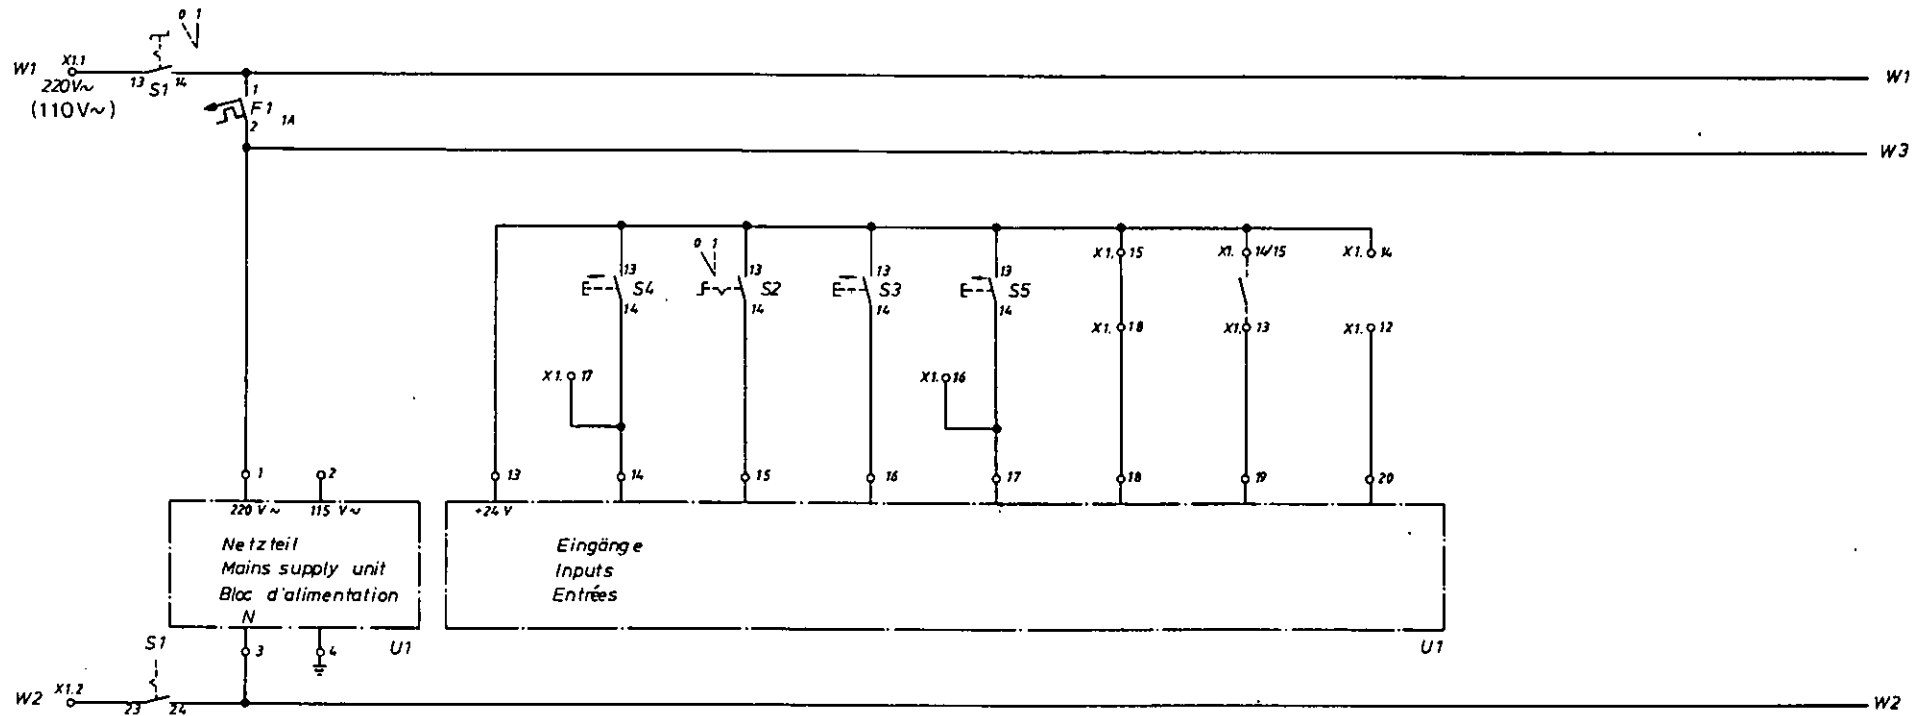 0 1
W1 X1.1 13 S1 14 W1
220V~
(110V~)
1
F1 1A
2
W3
0 1
13 S4 14
13 S2 14
13 S3 14
13 S5 14
X1. 15
X1. 14/15
X1. 14
X1. 18
X1. 13
X1. 12
X1. 17
X1. 16
1 2 13 14 15 16 17 18 19 20
220 V~ 115 V~ +24 V
Netzteil
Mains supply unit
Bloc d'alimentation
N
Eingänge
Inputs
Entrées
S1 3 4 U1 U1
W2 X1.2 23 24 W2